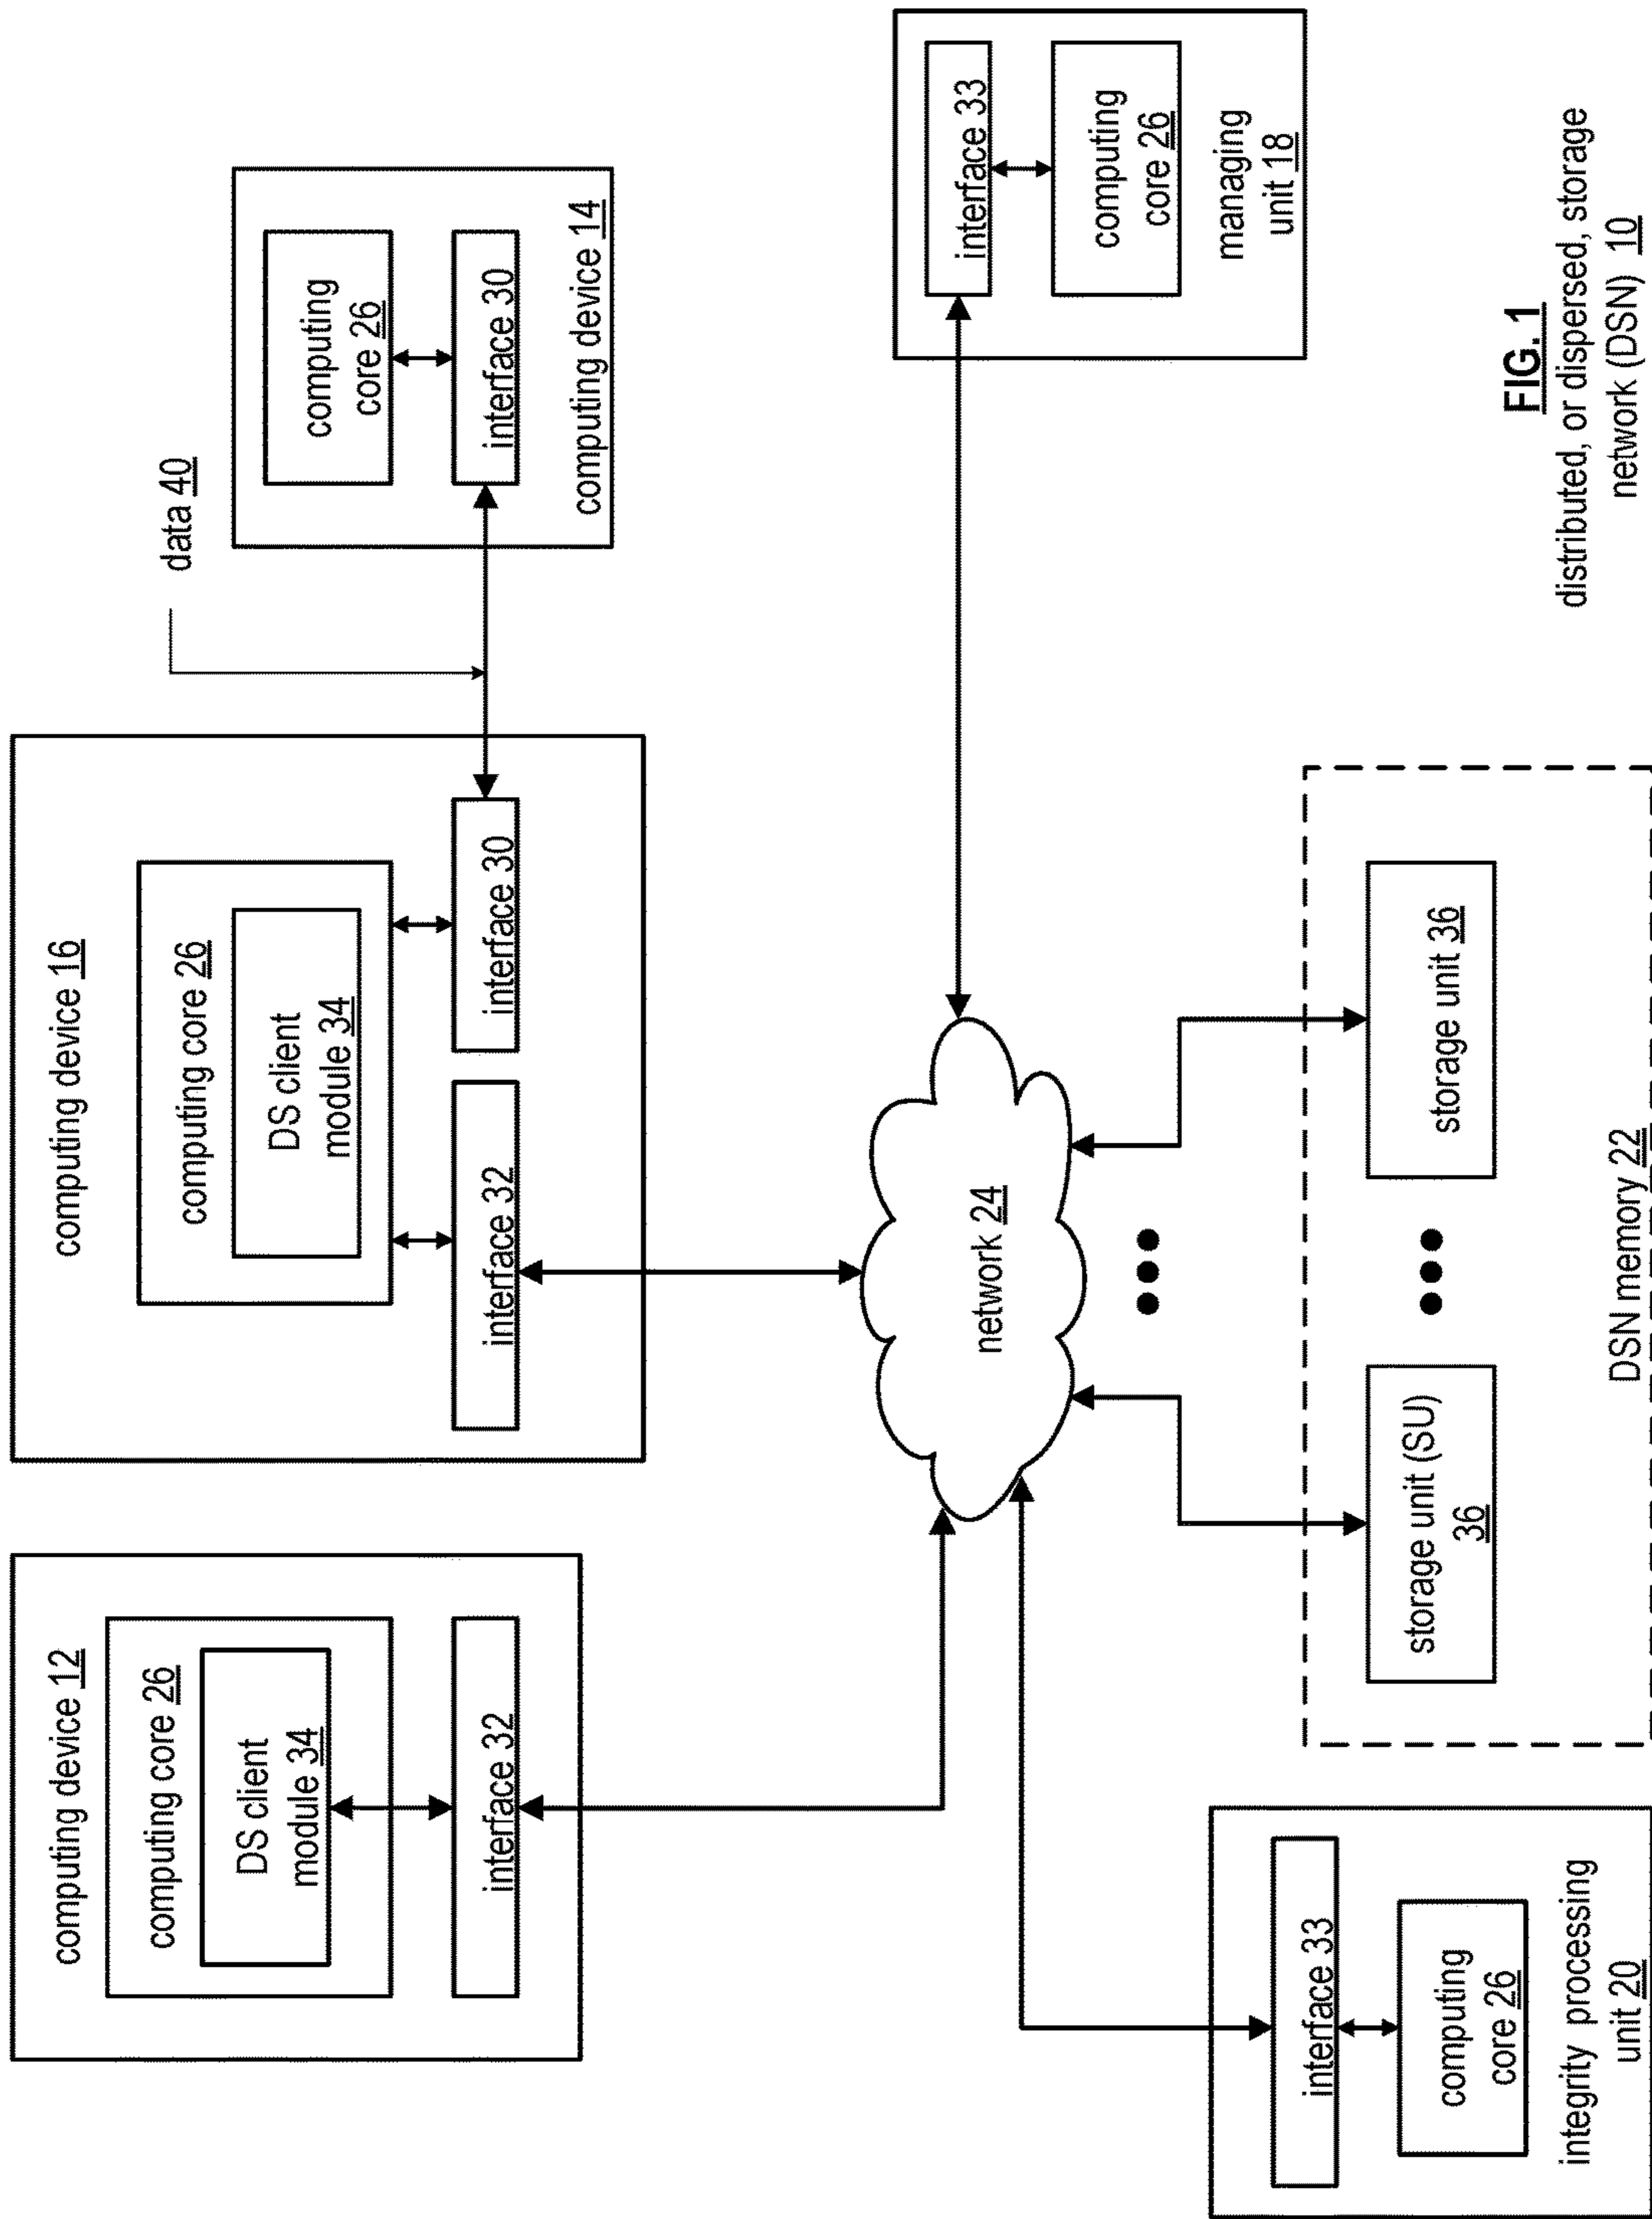 computing device 12
computing core 26
DS client
module 34
interface 32
computing device 16
computing core 26
DS client
module 34
interface 32
interface 30
data 40
computing
core 26
interface 30
computing device 14
network 24
interface 33
computing
core 26
managing
unit 18
interface 33
computing
core 26
integrity processing
unit 20
storage unit (SU)
36
storage unit 36
DSN memory 22
FIG. 1
distributed, or dispersed, storage
network (DSN) 10